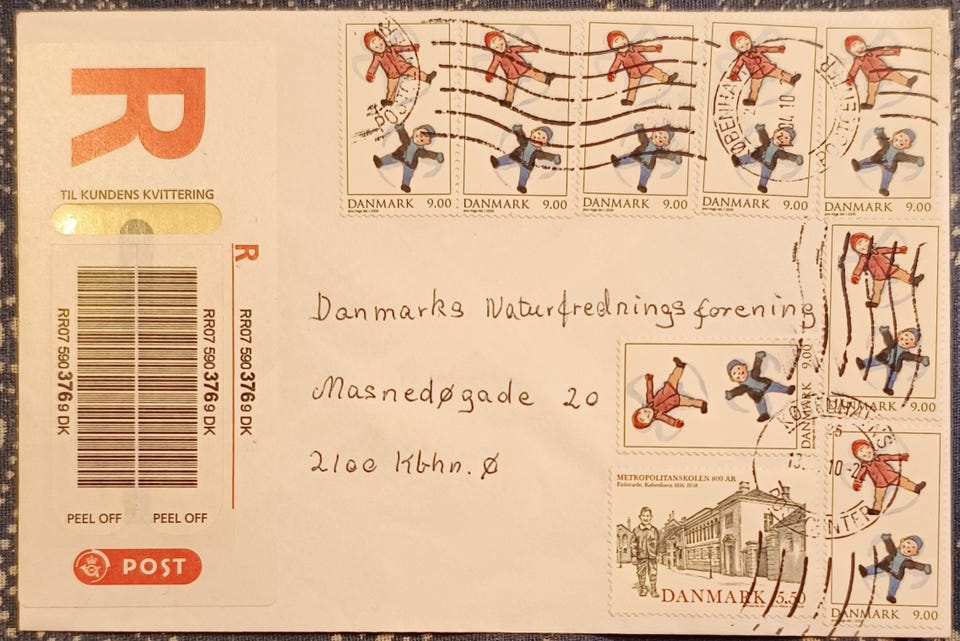 R
TIL KUNDENS KVITTERING
R
RR07 590 376 9 DK
RR07 590 376 9 DK
RR07 590 376 9 DK
PEEL OFF PEEL OFF
POST
DANMARK 9.00
DANMARK 9.00
DANMARK 9.00
DANMARK 9.00
DANMARK 9.00
Danmarks Naturfrednings forening
Masnedøgade 20
2100 Kbhn. Ø
DANMARK 9.00
DANMARK 9.00
METROPOLITANSKOLEN 800 ÅR
DANMARK 5.50
DANMARK 9.00